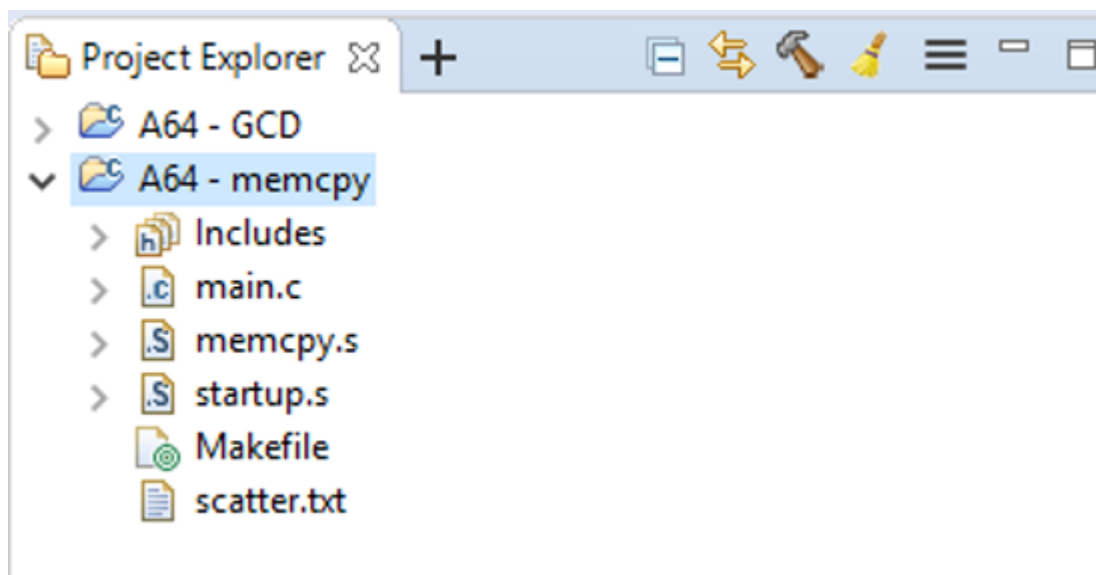 Project Explorer
A64 - GCD
A64 - memcpy
Includes
main.c
memcpy.s
startup.s
Makefile
scatter.txt